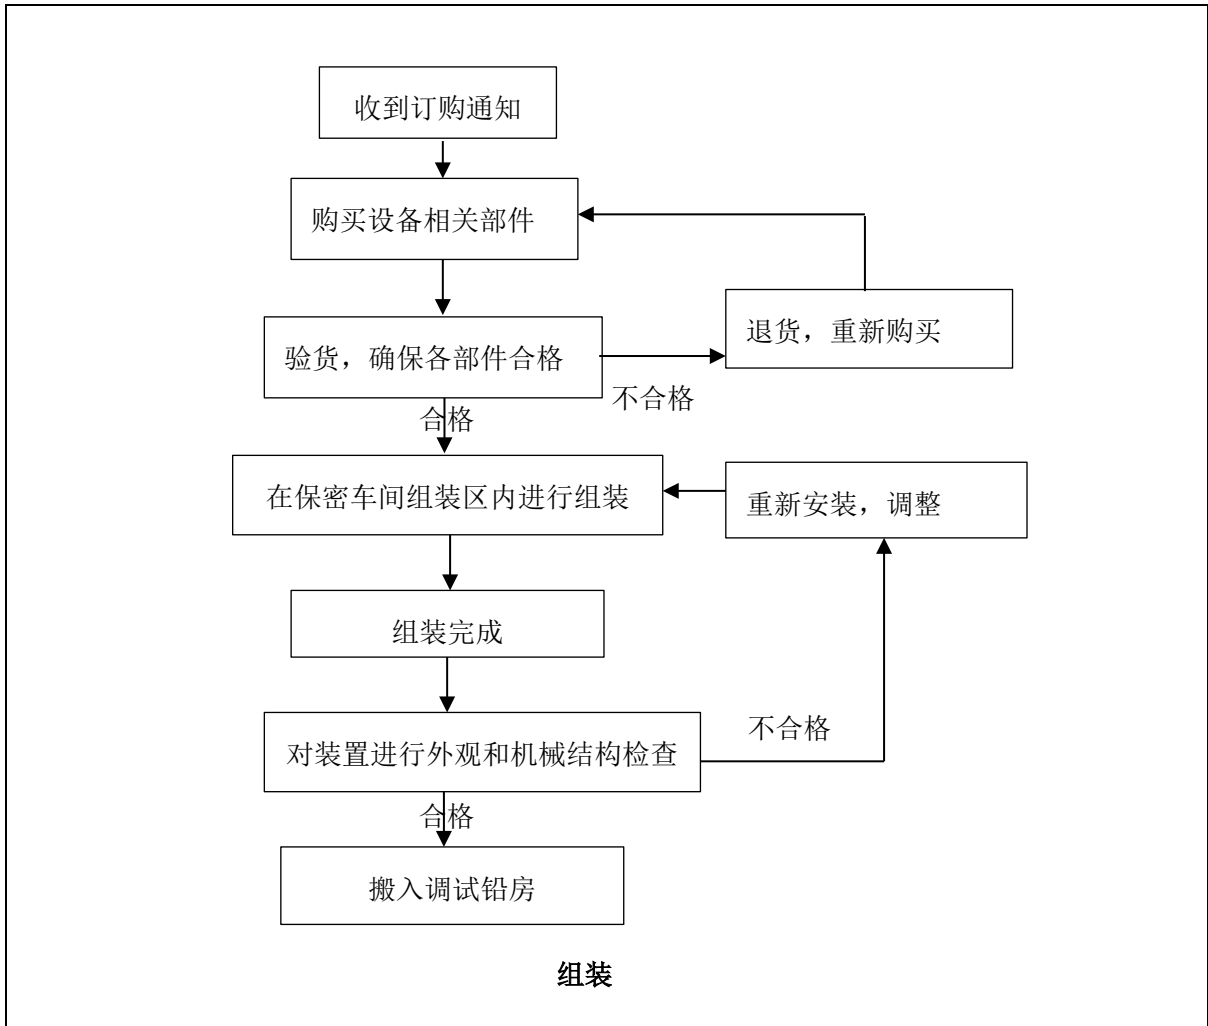 收到订购通知
购买设备相关部件
退货，重新购买
验货，确保各部件合格
不合格
合格
在保密车间组装区内进行组装
重新安装，调整
组装完成
不合格
对装置进行外观和机械结构检查
合格
搬入调试铅房
组装